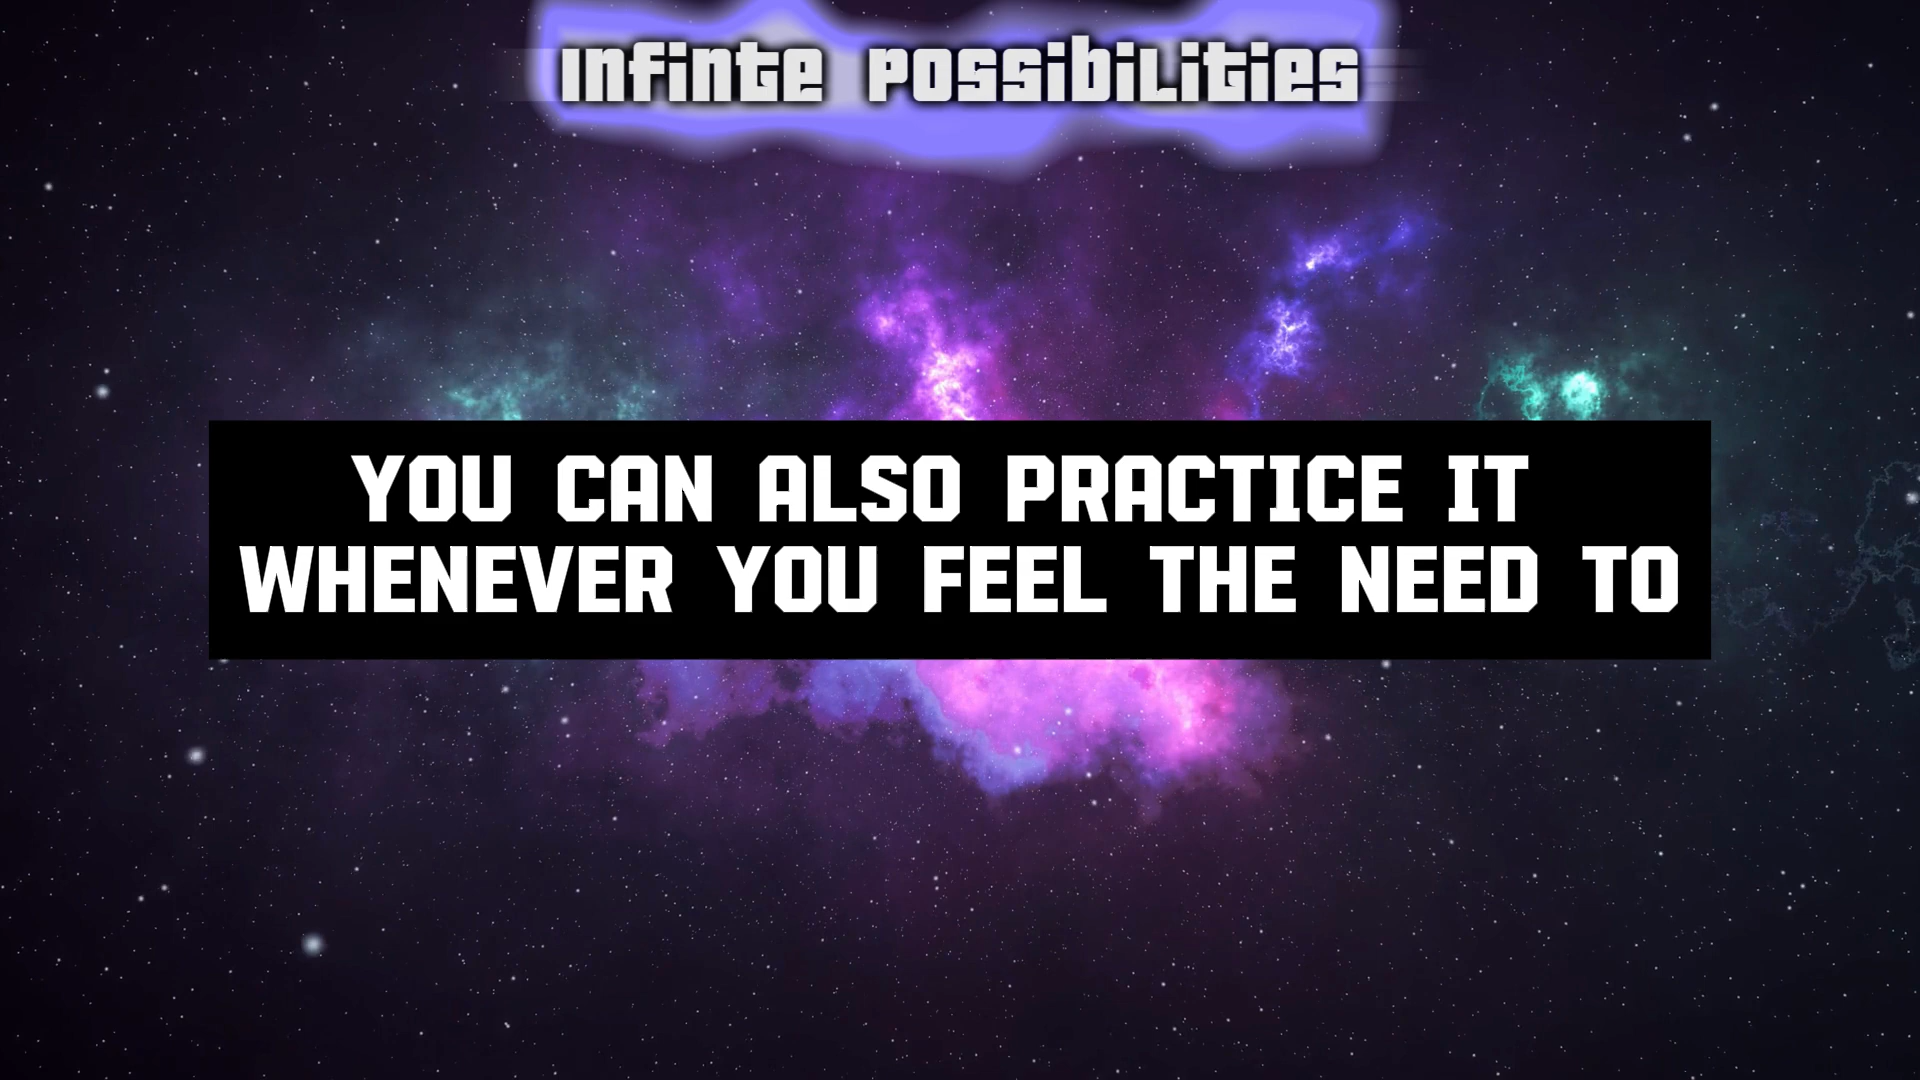 Infinte Possibilities
YOU CAN ALSO PRACTICE IT
WHENEVER YOU FEEL THE NEED TO